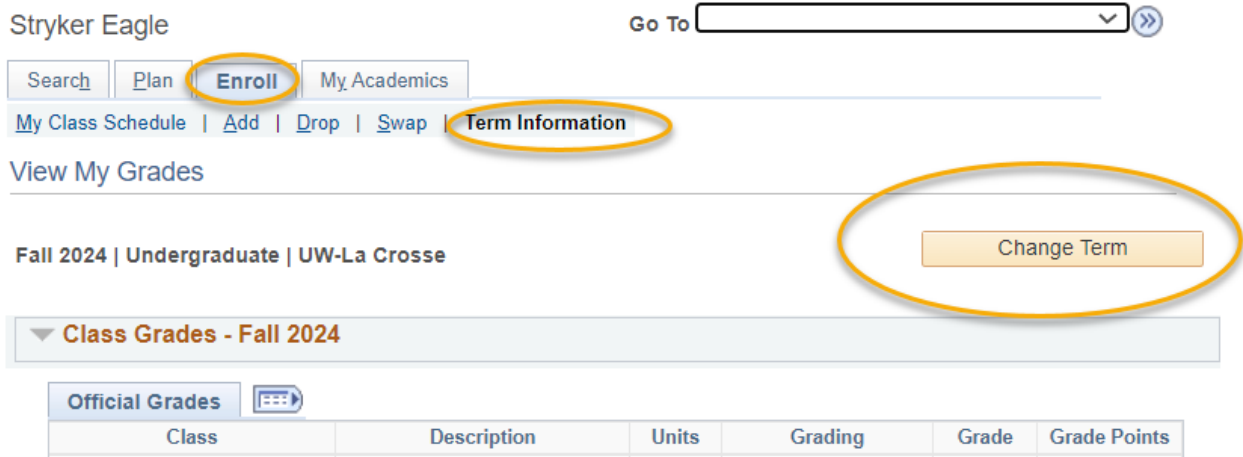 Stryker Eagle
Go To
Search Plan Enroll My Academics
My Class Schedule | Add | Drop | Swap | Term Information
View My Grades
Fall 2024 | Undergraduate | UW-La Crosse
Change Term
Class Grades - Fall 2024
Official Grades
Class Description Units Grading Grade Grade Points